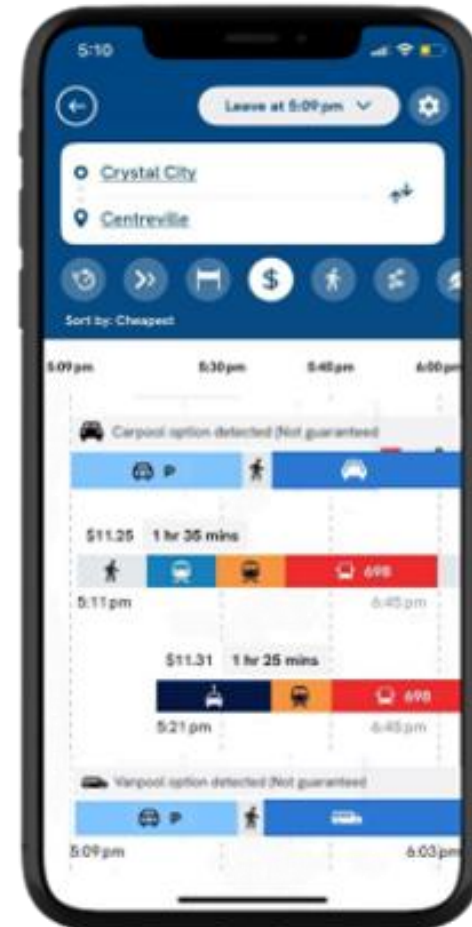 5:10
Leave at 5:09 pm
Crystal City
Centreville
$
Sort by: Cheapest
5:09 pm 5:30 pm 5:45 pm 6:00 pm
Carpool option detected (Not guaranteed
P
$11.25 1 hr 35 mins
698
5:11 pm 6:45 pm
$11.31 1 hr 25 mins
698
5:21 pm 6:45 pm
Vanpool option detected (Not guaranteed
P
5:09 pm 6:03 pm